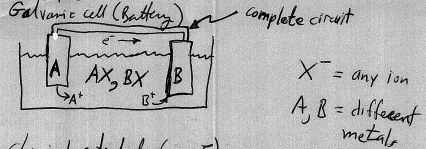 Galvanic cell (Battery)
complete circuit
e⁻ →
A
AX, BX
B
→A⁺
B⁺→
X⁻ = any ion
A, B = different
metals